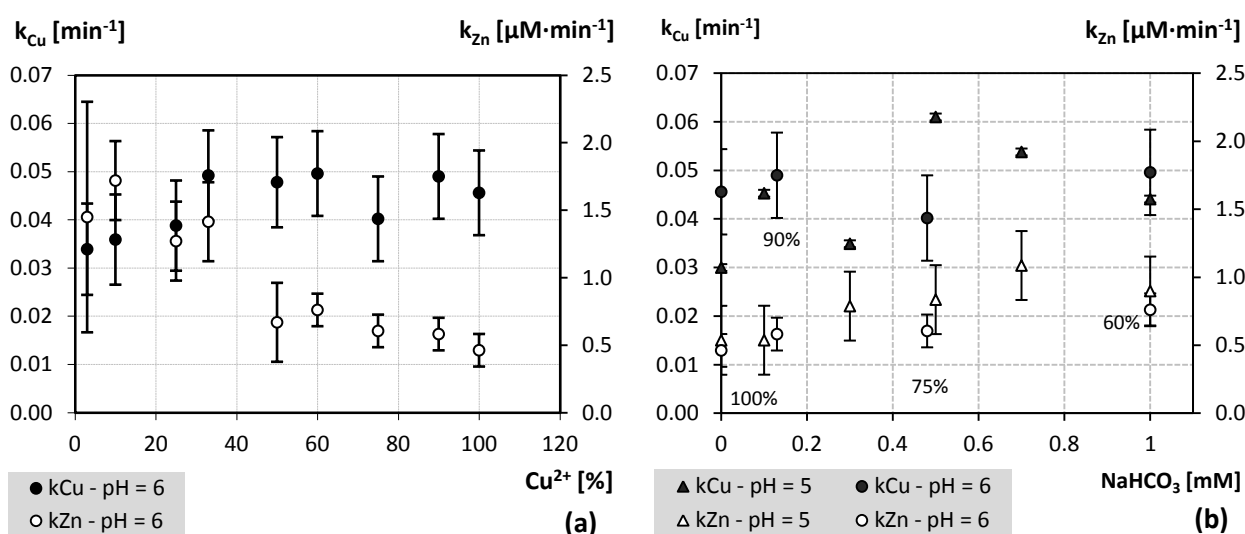 k_Cu [min⁻¹] k_Zn [µM·min⁻¹]
0.07
0.06
0.05
0.04
0.03
0.02
0.01
0.00
2.5
2.0
1.5
1.0
0.5
0.0
0 20 40 60 80 100 120
Cu²⁺ [%]
kCu - pH = 6
kZn - pH = 6
(a)
k_Cu [min⁻¹] k_Zn [µM·min⁻¹]
0.07
0.06
0.05
0.04
0.03
0.02
0.01
0.00
2.5
2.0
1.5
1.0
0.5
0.0
90%
60%
75%
100%
0 0.2 0.4 0.6 0.8 1
NaHCO₃ [mM]
kCu - pH = 5 kCu - pH = 6
kZn - pH = 5 kZn - pH = 6
(b)